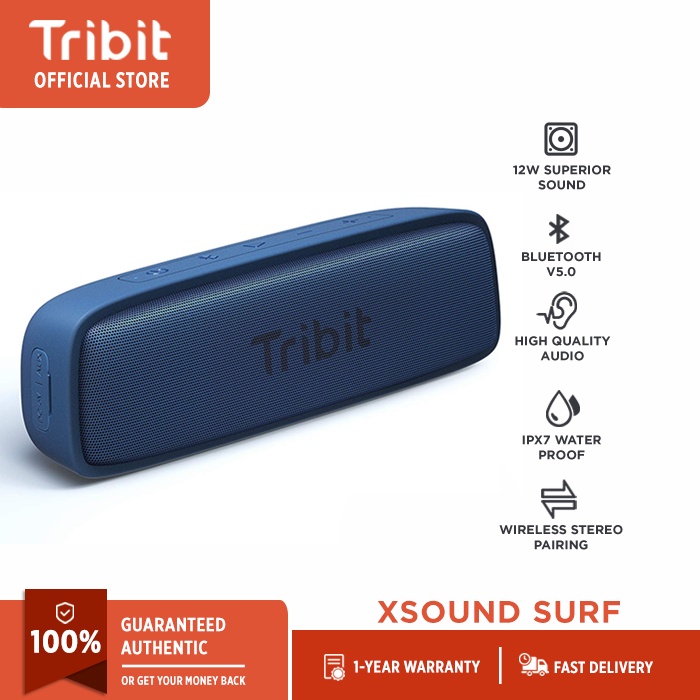 Tribit
OFFICIAL STORE
12W SUPERIOR
SOUND
BLUETOOTH
V5.0
HIGH QUALITY
AUDIO
IPX7 WATER
PROOF
WIRELESS STEREO
PAIRING
Tribit
XSOUND SURF
100%
GUARANTEED
AUTHENTIC
OR GET YOUR MONEY BACK
1-YEAR WARRANTY
FAST DELIVERY